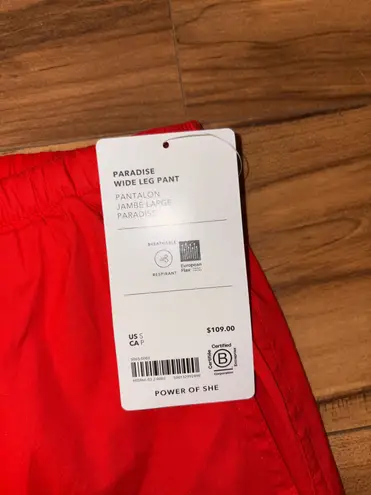 PARADISE
WIDE LEG PANT
PANTALON
JAMBE LARGE
PARADISE
BREATHABLE
RESPIRANT
European
Flax
US S
CA P
$109.00
Certified
B
Corporation
POWER OF SHE